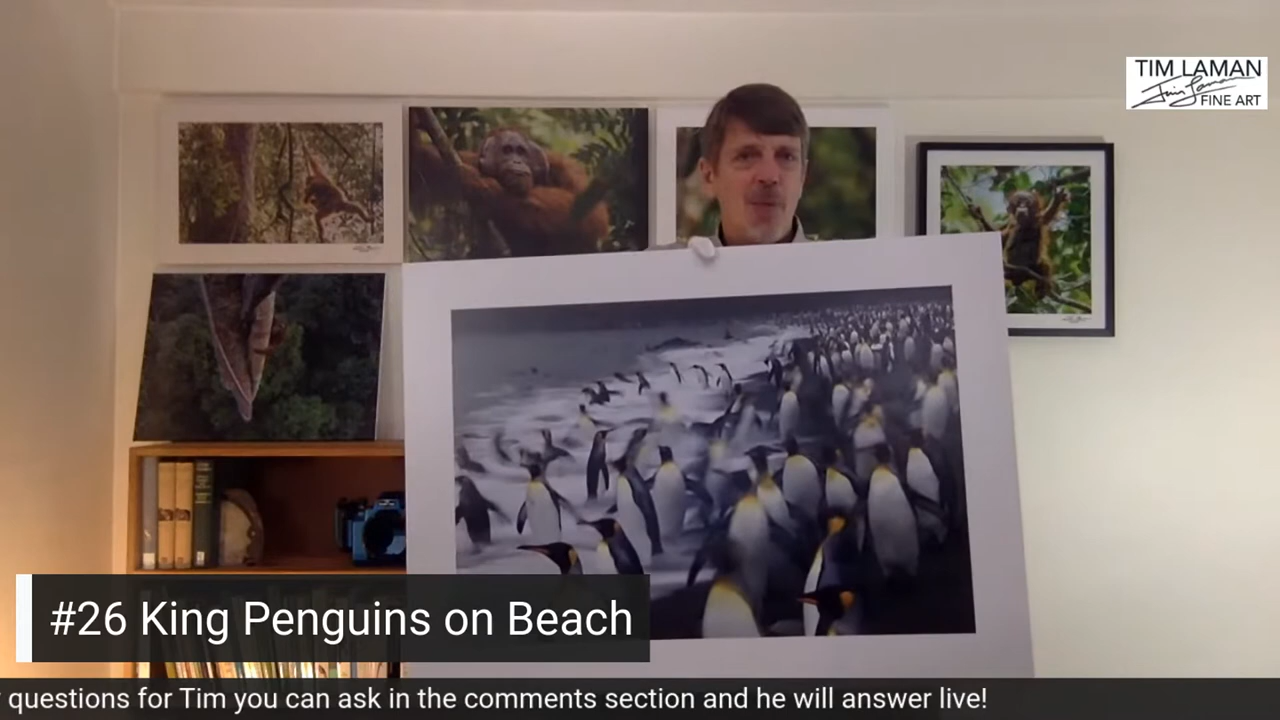 TIM LAMAN
FINE ART
#26 King Penguins on Beach
questions for Tim you can ask in the comments section and he will answer live!